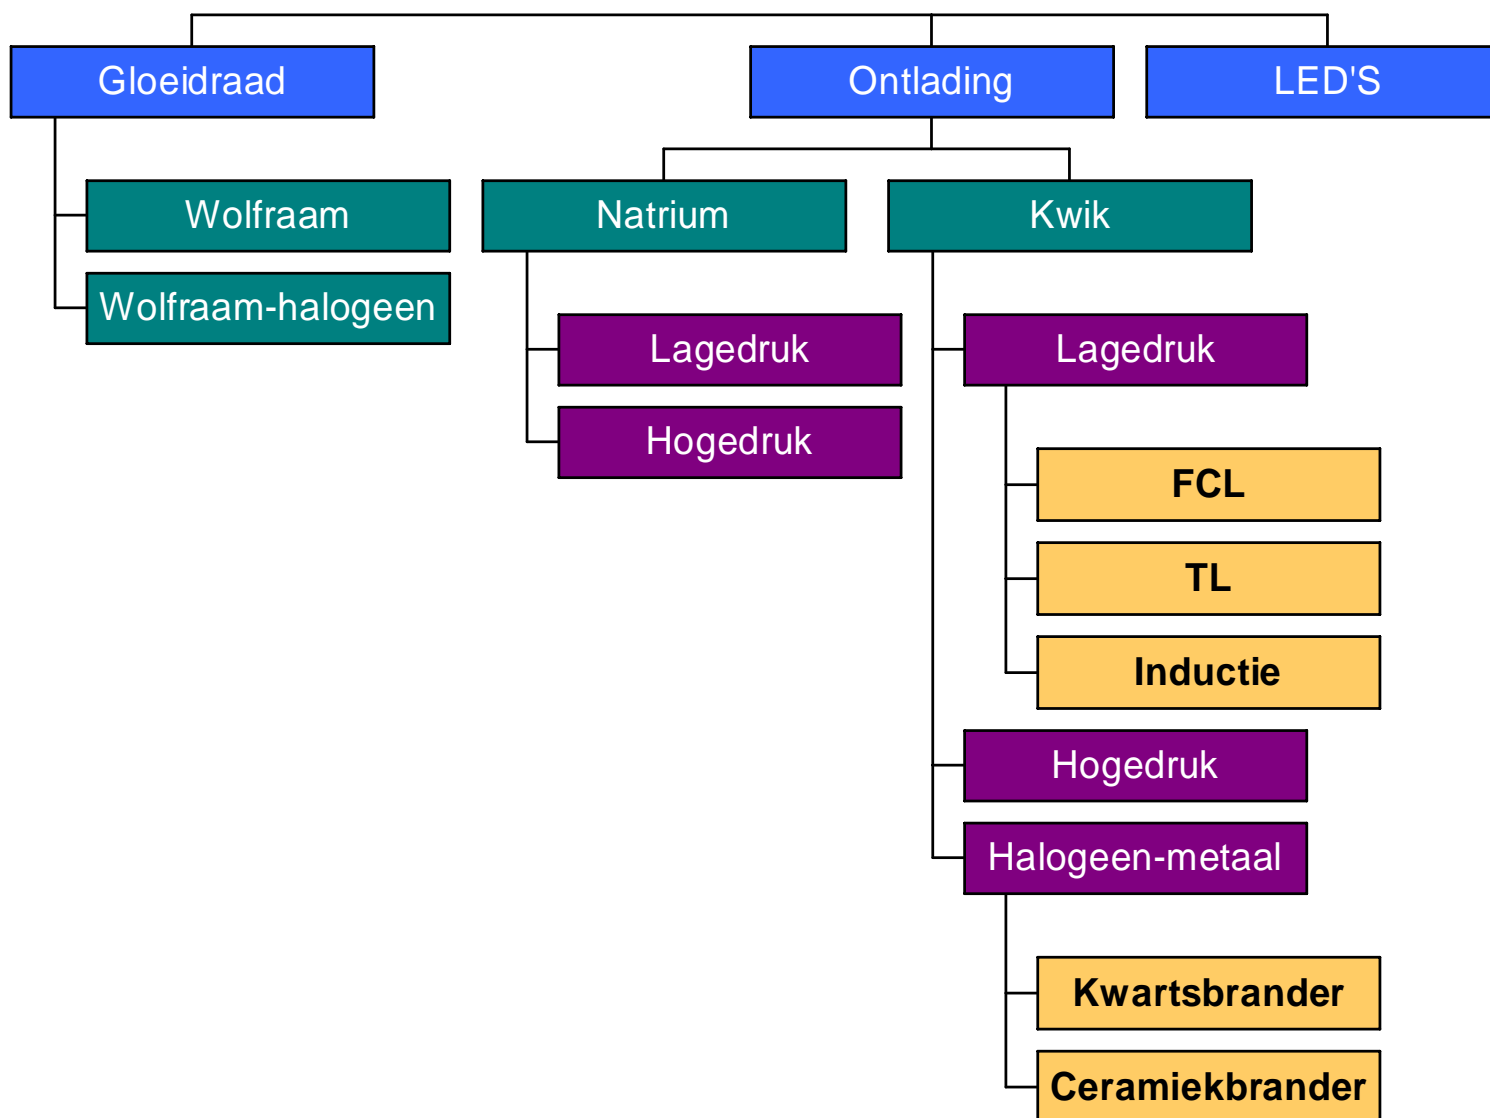 Gloeidraad
Ontlading
LED'S
Wolfraam
Natrium
Kwik
Wolfraam-halogeen
Lagedruk
Lagedruk
Hogedruk
FCL
TL
Inductie
Hogedruk
Halogeen-metaal
Kwartsbrander
Ceramiekbrander